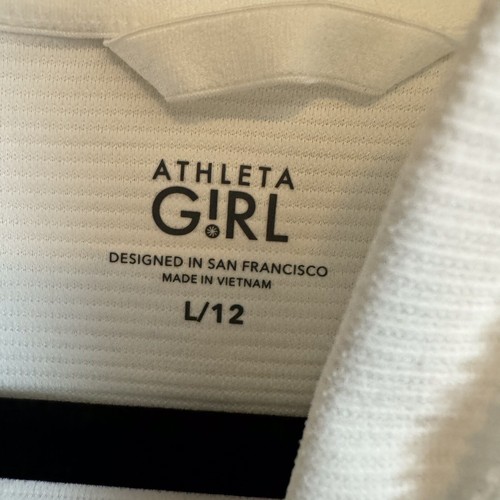 ATHLETA
G!RL
DESIGNED IN SAN FRANCISCO
MADE IN VIETNAM
L/12